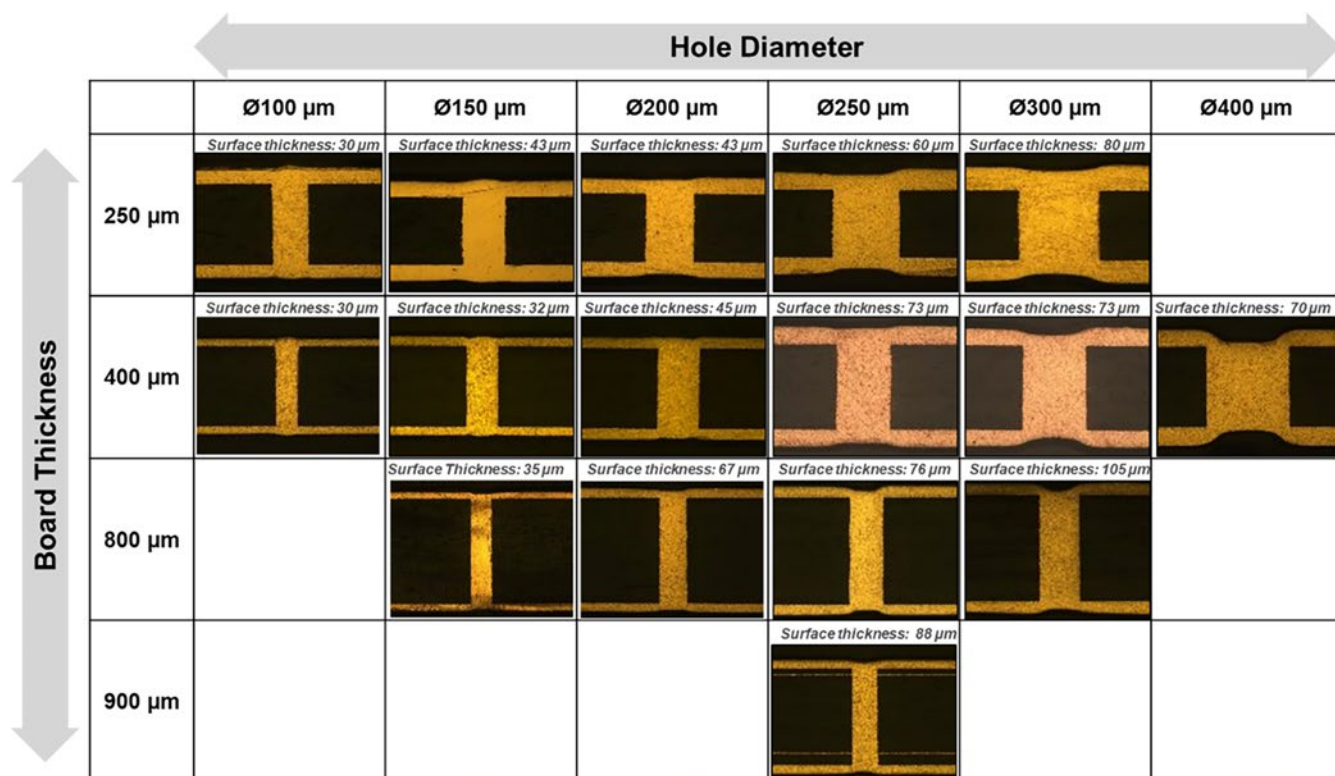 Hole Diameter
Ø100 µm Ø150 µm Ø200 µm Ø250 µm Ø300 µm Ø400 µm
Surface thickness: 30 µm Surface thickness: 43 µm Surface thickness: 43 µm Surface thickness: 60 µm Surface thickness: 80 µm
250 µm
Surface thickness: 30 µm Surface thickness: 32 µm Surface thickness: 45 µm Surface thickness: 73 µm Surface thickness: 73 µm Surface thickness: 70 µm
400 µm
Surface Thickness: 35 µm Surface thickness: 67 µm Surface thickness: 76 µm Surface thickness: 105 µm
800 µm
Surface thickness: 88 µm
900 µm
Board Thickness